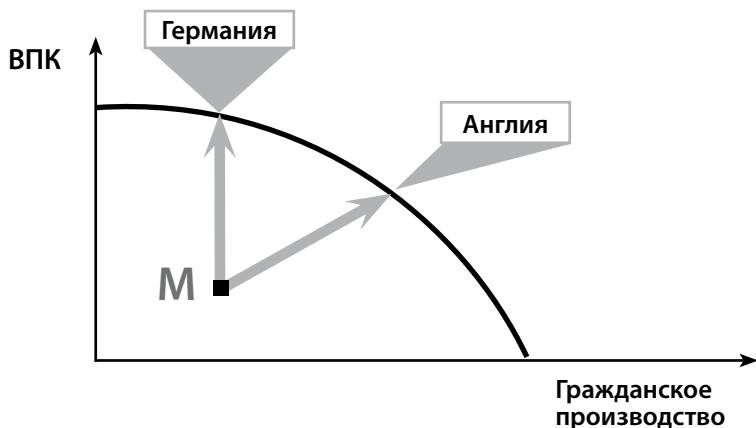 Германия
ВПК
Англия
М
Гражданское
производство